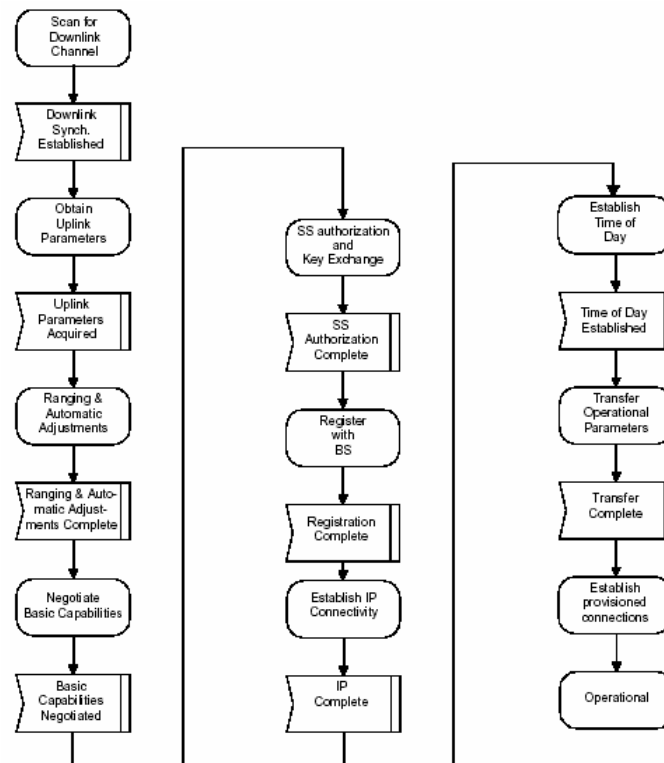 Scan for
Downlink
Channel
Downlink
Synch.
Established
Obtain
Uplink
Parameters
Uplink
Parameters
Acquired
Ranging &
Automatic
Adjustments
Ranging & Auto-
matic Adjust-
ments Complete
Negotiate
Basic Capabilities
Basic
Capabilities
Negotiated
SS authorization
and
Key Exchange
SS
Authorization
Complete
Register
with
BS
Registration
Complete
Establish IP
Connectivity
IP
Complete
Establish
Time of
Day
Time of Day
Established
Transfer
Operational
Parameters
Transfer
Complete
Establish
provisioned
connections
Operational